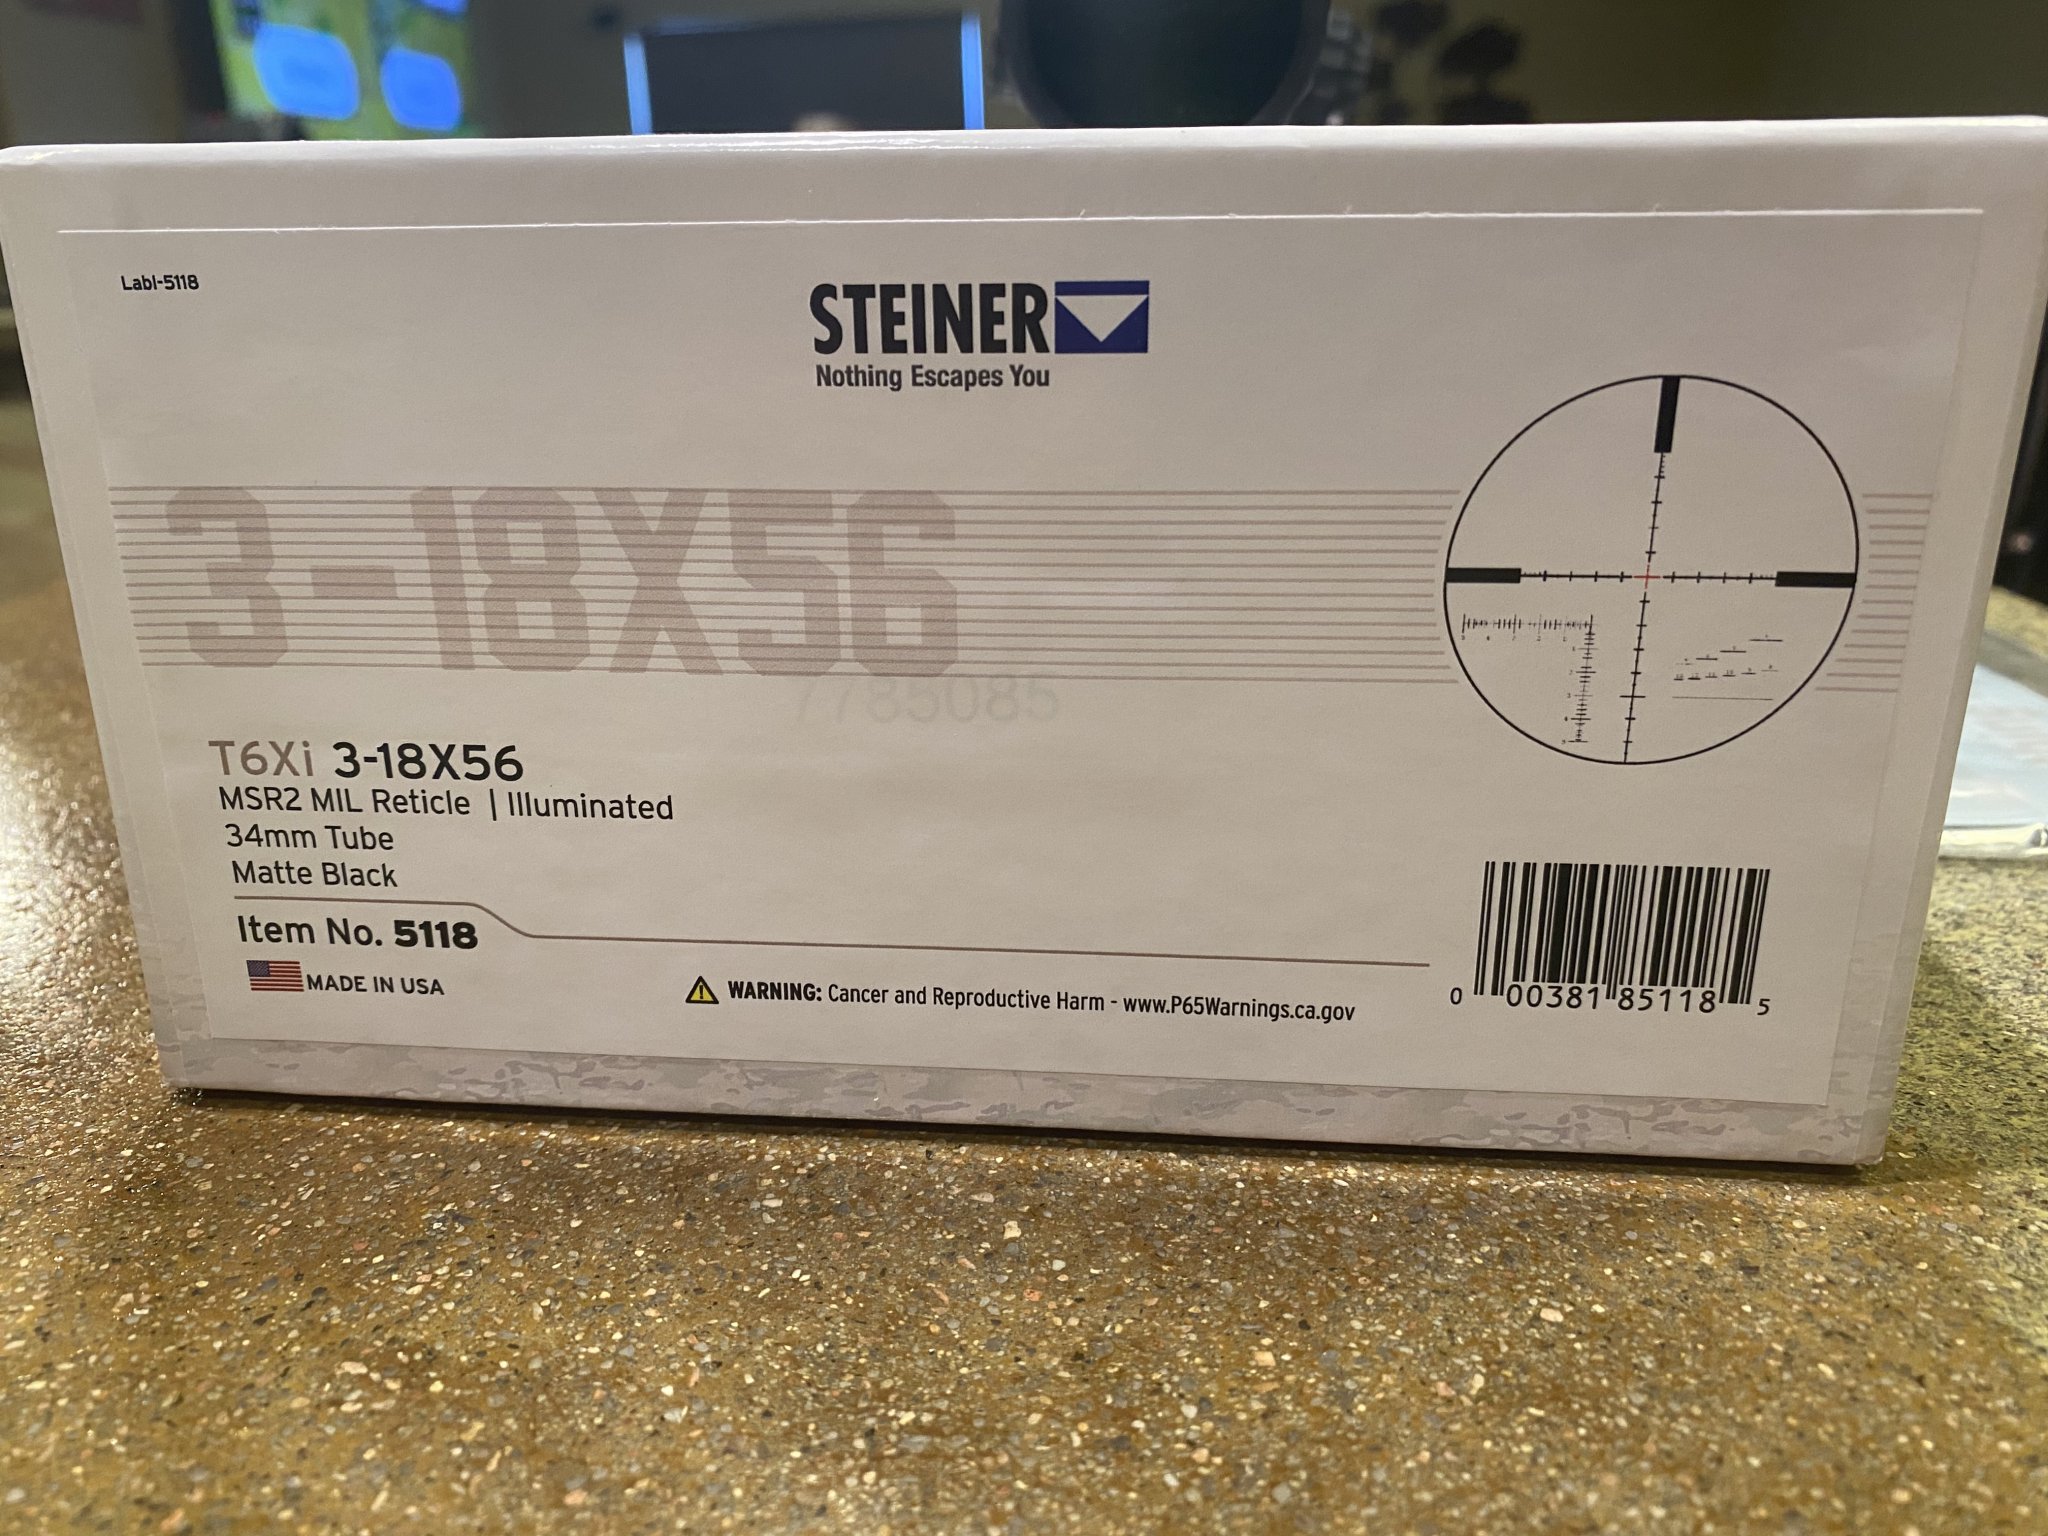 Labl-5118
STEINER
Nothing Escapes You
3-18X56
T6Xi 3-18X56
MSR2 MIL Reticle | Illuminated
34mm Tube
Matte Black
Item No. 5118
MADE IN USA
WARNING: Cancer and Reproductive Harm - www.P65Warnings.ca.gov
0 00381 85118 5